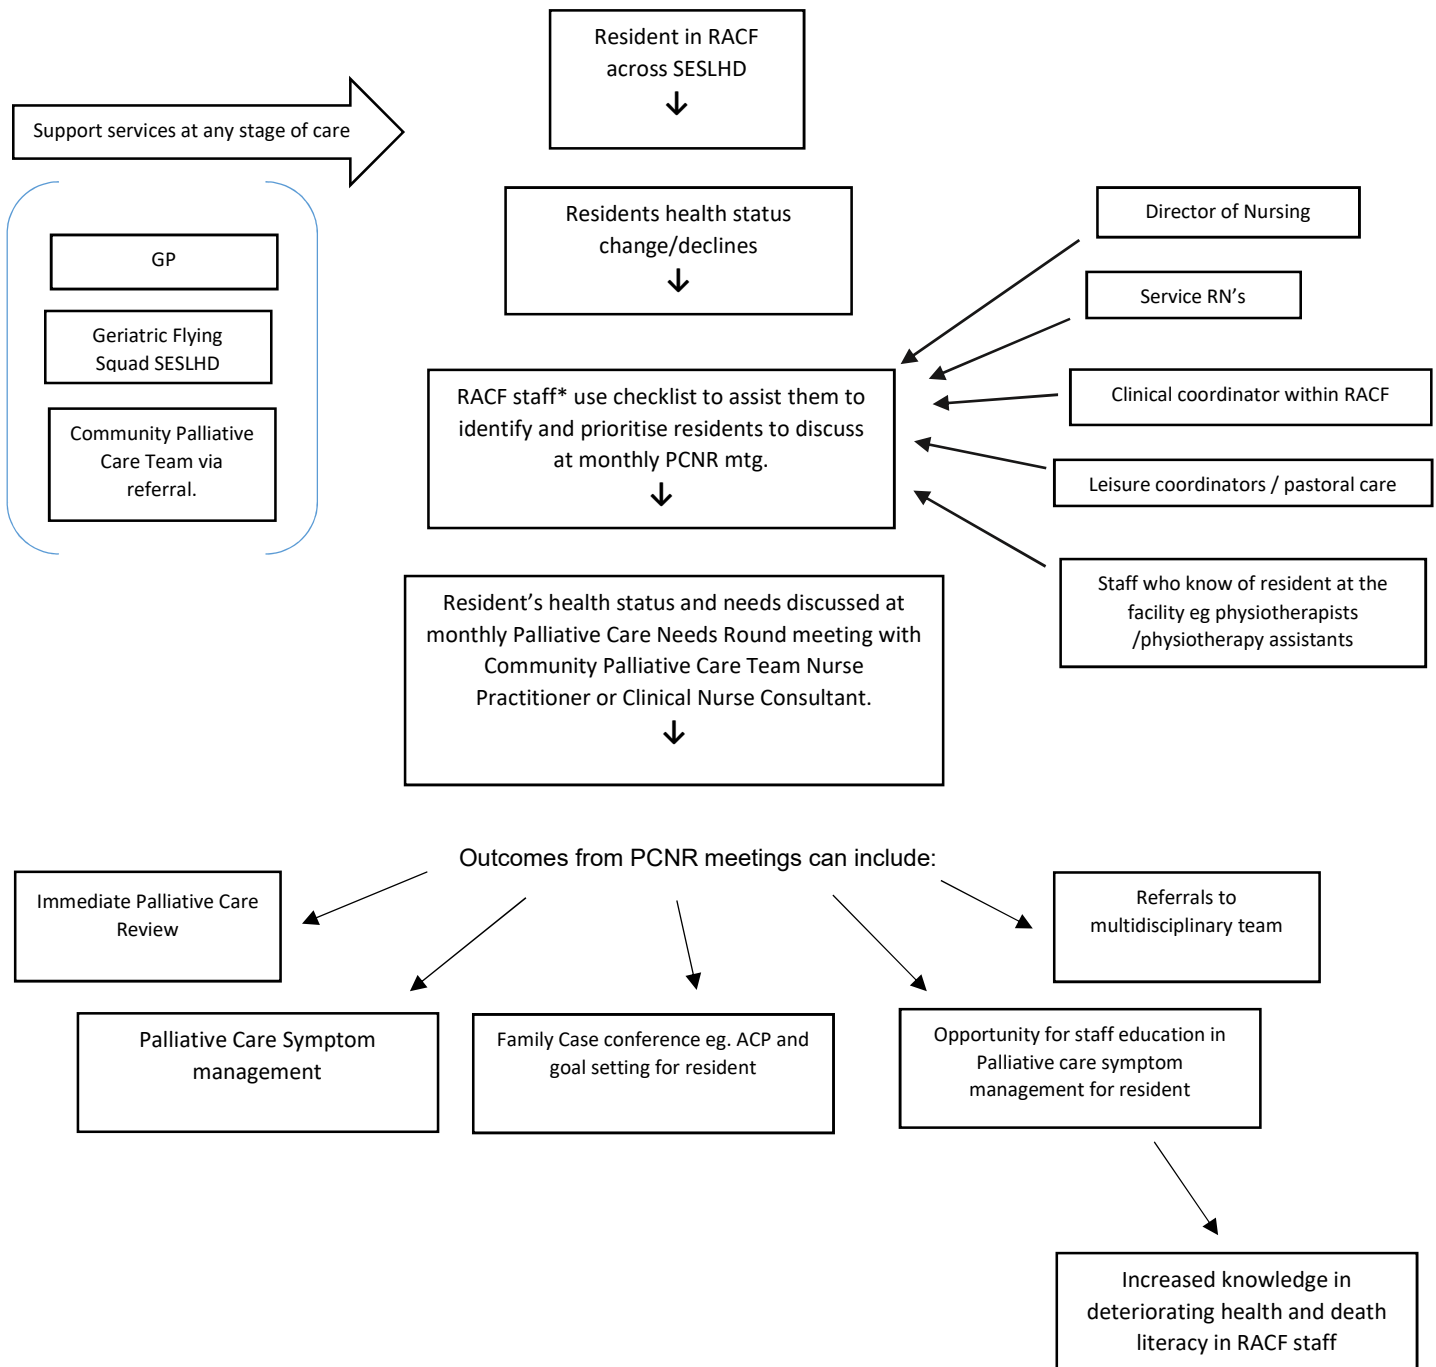 Resident in RACF
across SESLHD
Support services at any stage of care
GP
Geriatric Flying
Squad SESLHD
Community Palliative
Care Team via
referral.
Residents health status
change/declines
Director of Nursing
Service RN’s
Clinical coordinator within RACF
Leisure coordinators / pastoral care
Staff who know of resident at the
facility eg physiotherapists
/physiotherapy assistants
RACF staff* use checklist to assist them to
identify and prioritise residents to discuss
at monthly PCNR mtg.
Resident’s health status and needs discussed at
monthly Palliative Care Needs Round meeting with
Community Palliative Care Team Nurse
Practitioner or Clinical Nurse Consultant.
Outcomes from PCNR meetings can include:
Immediate Palliative Care
Review
Palliative Care Symptom
management
Family Case conference eg. ACP and
goal setting for resident
Opportunity for staff education in
Palliative care symptom
management for resident
Referrals to
multidisciplinary team
Increased knowledge in
deteriorating health and death
literacy in RACF staff